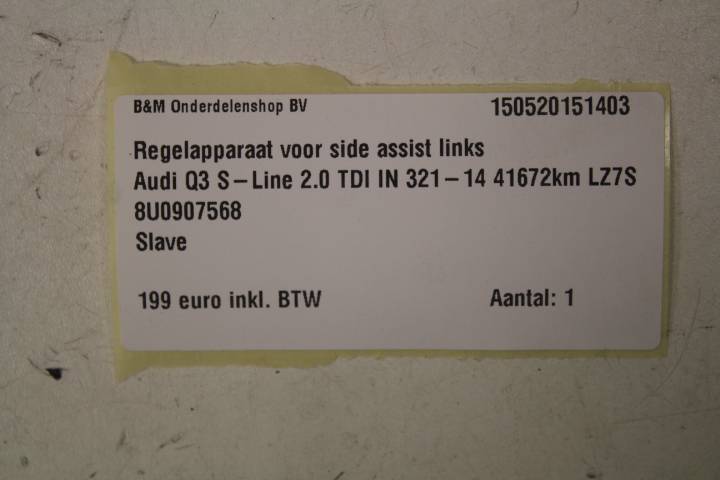 B&M Onderdelenshop BV 150520151403
Regelapparaat voor side assist links
Audi Q3 S-Line 2.0 TDI IN 321-14 41672km LZ7S
8U0907568
Slave
199 euro inkl. BTW Aantal: 1